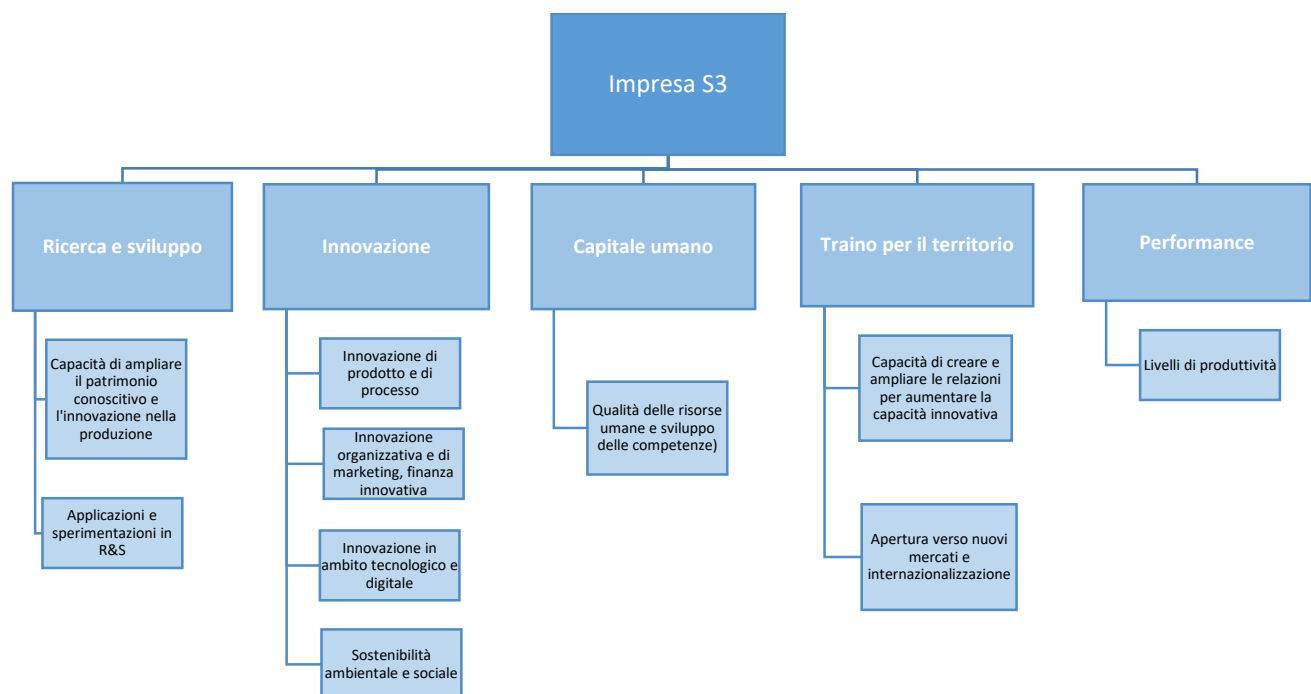 Impresa S3
Ricerca e sviluppo
Capacità di ampliare
il patrimonio
conoscitivo e
l'innovazione nella
produzione
Applicazioni e
sperimentazioni in
R&S
Innovazione
Innovazione di
prodotto e di
processo
Innovazione
organizzativa e di
marketing, finanza
innovativa
Innovazione in
ambito tecnologico e
digitale
Sostenibilità
ambientale e sociale
Capitale umano
Qualità delle risorse
umane e sviluppo
delle competenze)
Traino per il territorio
Capacità di creare e
ampliare le relazioni
per aumentare la
capacità innovativa
Apertura verso nuovi
mercati e
internazionalizzazione
Performance
Livelli di produttività